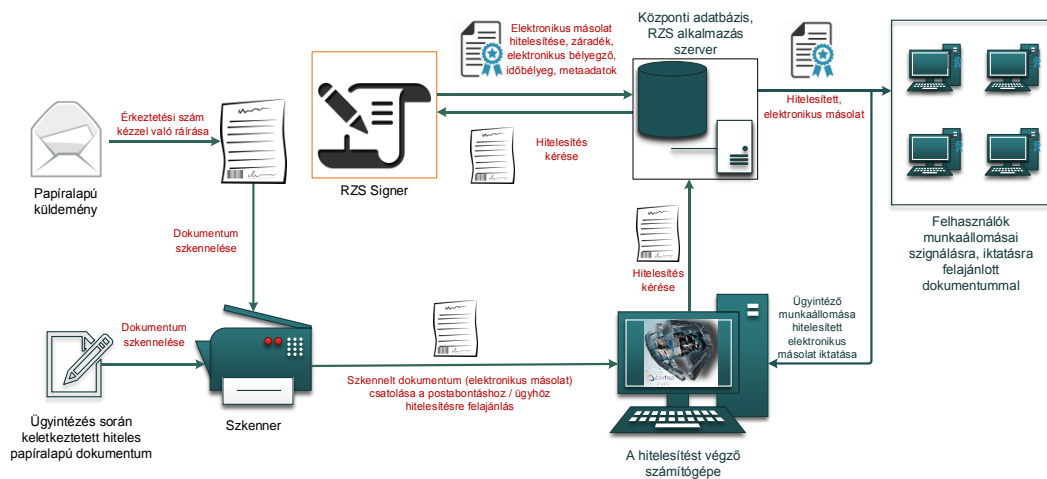 Elektronikus másolat
hitelesítése, záradék,
elektronikus bélyegző,
időbélyeg, metaadatok
Központi adatbázis,
RZS alkalmazás
szerver
Érkeztetési szám
kézzel való ráírása
Hitelesített,
elektronikus másolat
Hitelesítés
kérése
Papíralapú
küldemény
RZS Signer
Felhasználók
munkaállomásai
szignálásra, iktatásra
felajánlott
dokumentummal
Dokumentum
szkennelése
Hitelesítés
kérése
Ügyintéző
munkaállomása
hitelesített
elektronikus
másolat iktatása
Dokumentum
szkennelése
Szkennelt dokumentum (elektronikus másolat)
csatolása a postabontáshoz / ügyhöz
hitelesítésre felajánlás
Ügyintézés során
keletkeztetett hiteles
papíralapú dokumentum
Szkenner
A hitelesítést végző
számítógépe